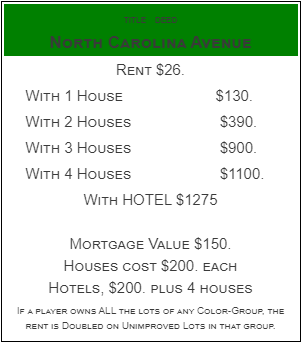 TITLE DEED
NORTH CAROLINA AVENUE
RENT $26.
WITH 1 HOUSE $130.
WITH 2 HOUSES $390.
WITH 3 HOUSES $900.
WITH 4 HOUSES $1100.
WITH HOTEL $1275
MORTGAGE VALUE $150.
HOUSES COST $200. EACH
HOTELS, $200. PLUS 4 HOUSES
IF A PLAYER OWNS ALL THE LOTS OF ANY COLOR-GROUP, THE
RENT IS DOUBLED ON UNIMPROVED LOTS IN THAT GROUP.